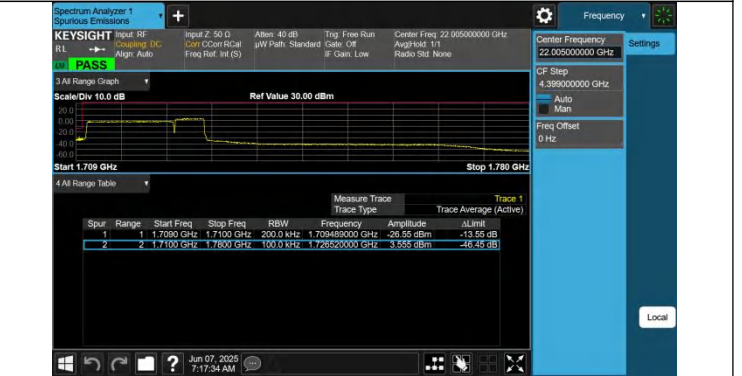 Spectrum Analyzer 1
Spurious Emissions
+
Frequency
KEYSIGHT Input: RF Input Z: 50 Ω Atten: 40 dB Trig: Free Run Center Freq: 22.005000000 GHz
RL Coupling: DC Corr CCorr RCal µW Path: Standard Gate: Off Avg|Hold: 1/1
Align: Auto Freq Ref: Int (S) IF Gain: Low Radio Std: None
PASS
Center Frequency
22.005000000 GHz
Settings
CF Step
4.399000000 GHz
Auto
Man
Freq Offset
0 Hz
3 All Range Graph
Scale/Div 10.0 dB Ref Value 30.00 dBm
20.0
0.00
-20.0
-40.0
-60.0
Start 1.709 GHz Stop 1.780 GHz
4 All Range Table
Measure Trace Trace 1
Trace Type Trace Average (Active)
Spur Range Start Freq Stop Freq RBW Frequency Amplitude ΔLimit
1 1 1.7090 GHz 1.7100 GHz 200.0 kHz 1.709489000 GHz -26.55 dBm -13.55 dB
2 2 1.7100 GHz 1.7800 GHz 100.0 kHz 1.726520000 GHz 3.555 dBm -46.45 dB
Local
? Jun 07, 2025
7:17:34 AM